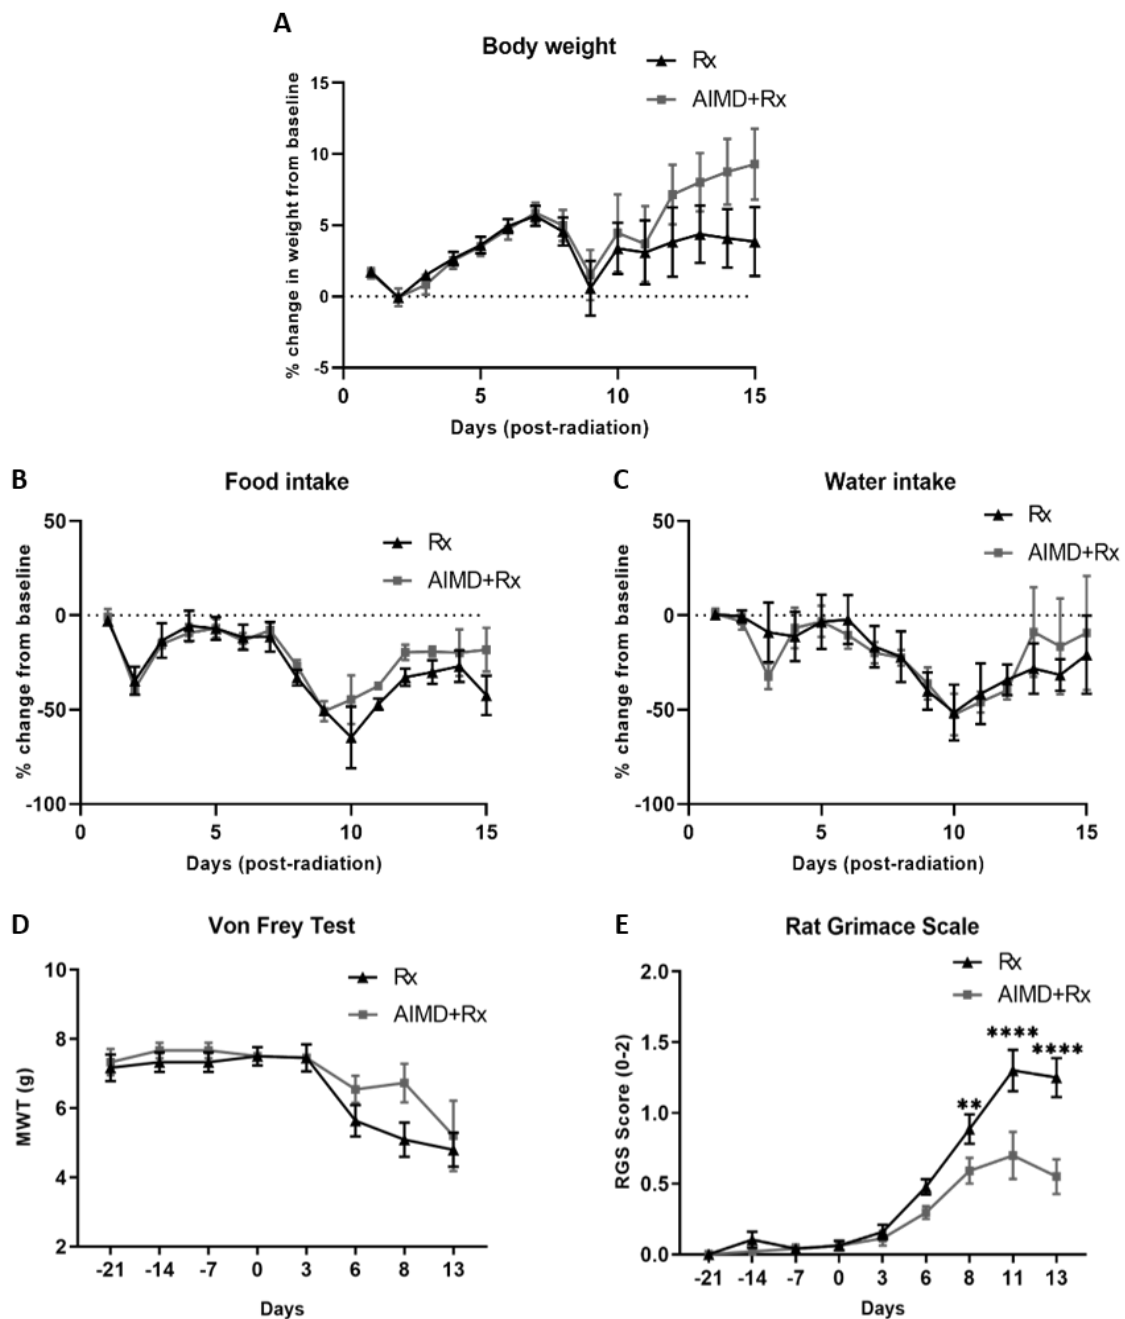 A
Body weight
Rx
AIMD+Rx
% change in weight from baseline
15
10
5
0
-5
0 5 10 15
Days (post-radiation)
B
Food intake
Rx
AIMD+Rx
% change from baseline
50
0
-50
-100
0 5 10 15
Days (post-radiation)
C
Water intake
Rx
AIMD+Rx
% change from baseline
50
0
-50
-100
0 5 10 15
Days (post-radiation)
D
Von Frey Test
Rx
AIMD+Rx
MWT (g)
10
8
6
4
2
-21 -14 -7 0 3 6 8 13
Days
E
Rat Grimace Scale
Rx
AIMD+Rx
RGS Score (0-2)
2.0
1.5
1.0
0.5
0.0
**
****
****
-21 -14 -7 0 3 6 8 11 13
Days